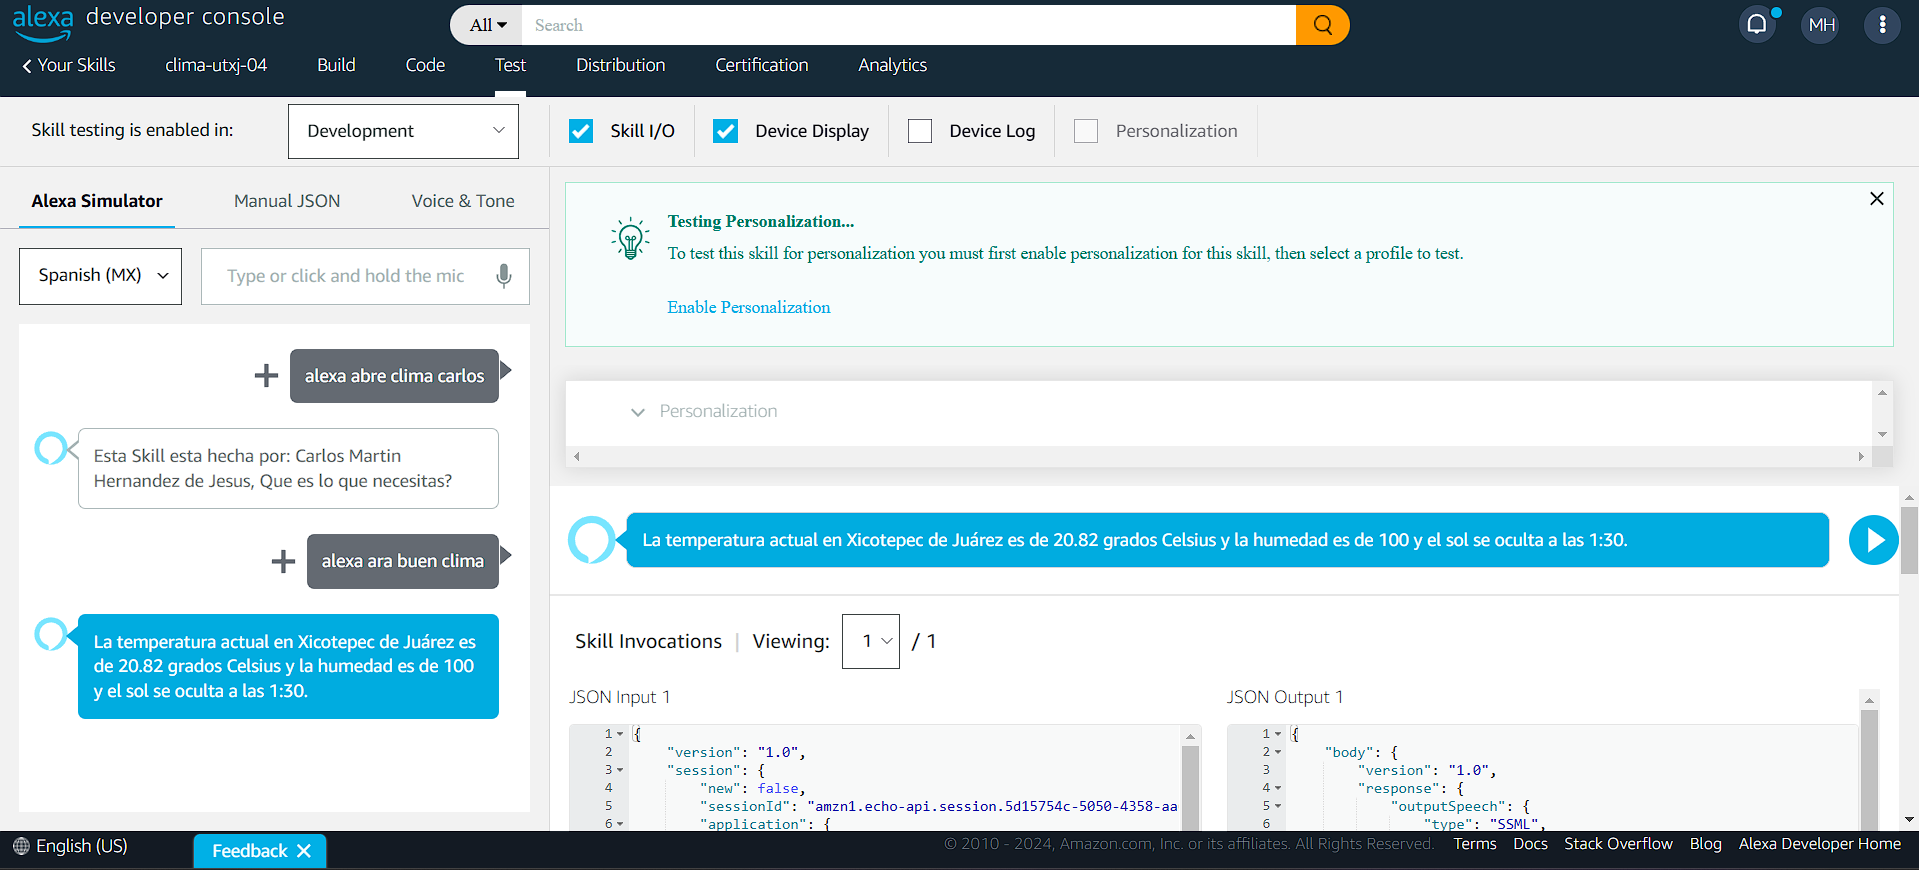 alexa developer console
All
Search
MH
Your Skills
clima-utxj-04
Build
Code
Test
Distribution
Certification
Analytics
Skill testing is enabled in:
Development
Skill I/O
Device Display
Device Log
Personalization
Alexa Simulator
Manual JSON
Voice & Tone
Spanish (MX)
Type or click and hold the mic
alexa abre clima carlos
Esta Skill esta hecha por: Carlos Martin
Hernandez de Jesus, Que es lo que necesitas?
alexa ara buen clima
La temperatura actual en Xicotepec de Juárez es
de 20.82 grados Celsius y la humedad es de 100
y el sol se oculta a las 1:30.
Testing Personalization...
To test this skill for personalization you must first enable personalization for this skill, then select a profile to test.
Enable Personalization
Personalization
La temperatura actual en Xicotepec de Juárez es de 20.82 grados Celsius y la humedad es de 100 y el sol se oculta a las 1:30.
Skill Invocations | Viewing: 1 / 1
JSON Input 1
1 {
2 "version": "1.0",
3 "session": {
4 "new": false,
5 "sessionId": "amzn1.echo-api.session.5d15754c-5050-4358-aa
6 "application": {
JSON Output 1
1 {
2 "body": {
3 "version": "1.0",
4 "response": {
5 "outputSpeech": {
6 "type": "SSML",
English (US)
Feedback
© 2010 - 2024, Amazon.com, Inc. or its affiliates. All Rights Reserved.
Terms
Docs
Stack Overflow
Blog
Alexa Developer Home